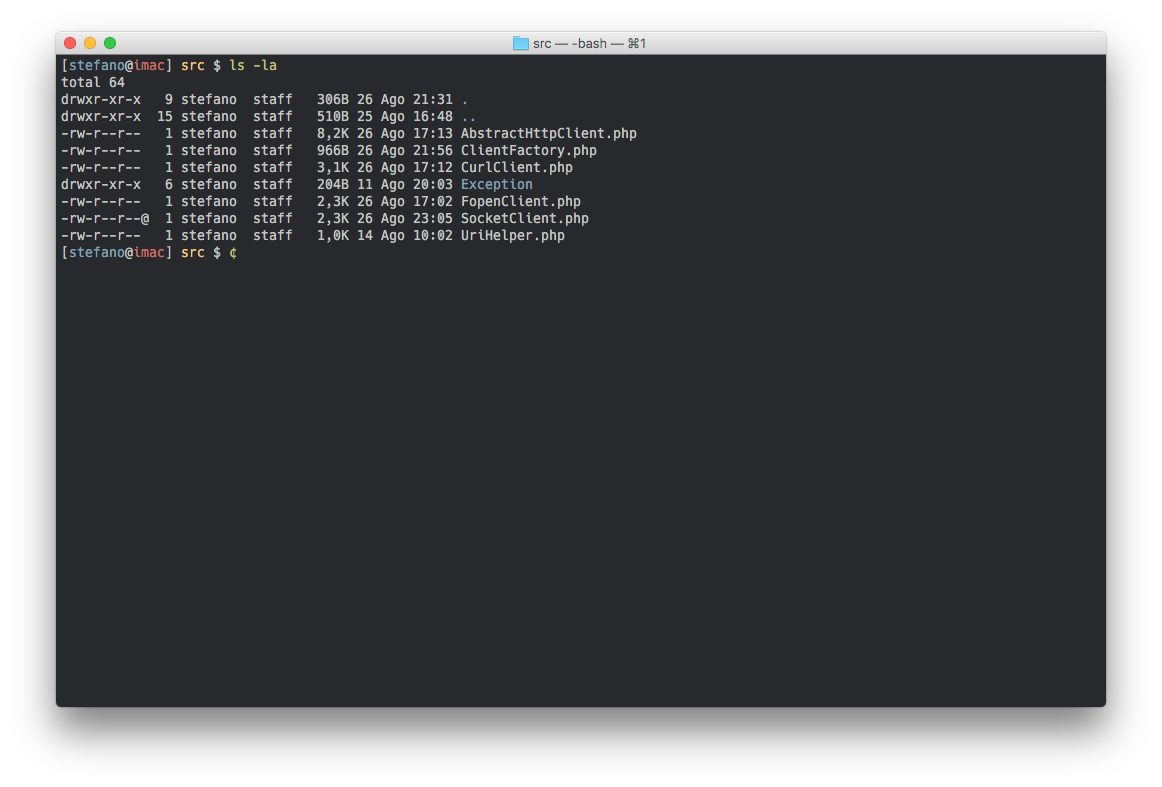 src — -bash — ⌘1
[stefano@imac] src $ ls -la
total 64
drwxr-xr-x   9 stefano  staff   306B 26 Ago 21:31 .
drwxr-xr-x  15 stefano  staff   510B 25 Ago 16:48 ..
-rw-r--r--   1 stefano  staff   8,2K 26 Ago 17:13 AbstractHttpClient.php
-rw-r--r--   1 stefano  staff   966B 26 Ago 21:56 ClientFactory.php
-rw-r--r--   1 stefano  staff   3,1K 26 Ago 17:12 CurlClient.php
drwxr-xr-x   6 stefano  staff   204B 11 Ago 20:03 Exception
-rw-r--r--   1 stefano  staff   2,3K 26 Ago 17:02 FopenClient.php
-rw-r--r--@  1 stefano  staff   2,3K 26 Ago 23:05 SocketClient.php
-rw-r--r--   1 stefano  staff   1,0K 14 Ago 10:02 UriHelper.php
[stefano@imac] src $ ¢